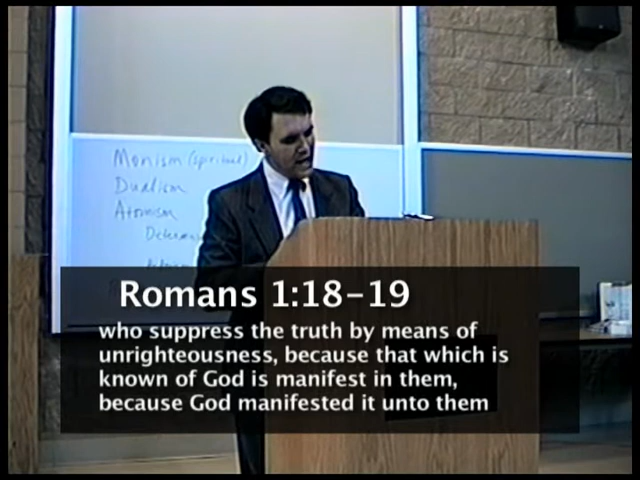 Monism (spiritual)
Dualism
Atomism
Romans 1:18–19
who suppress the truth by means of
unrighteousness, because that which is
known of God is manifest in them,
because God manifested it unto them